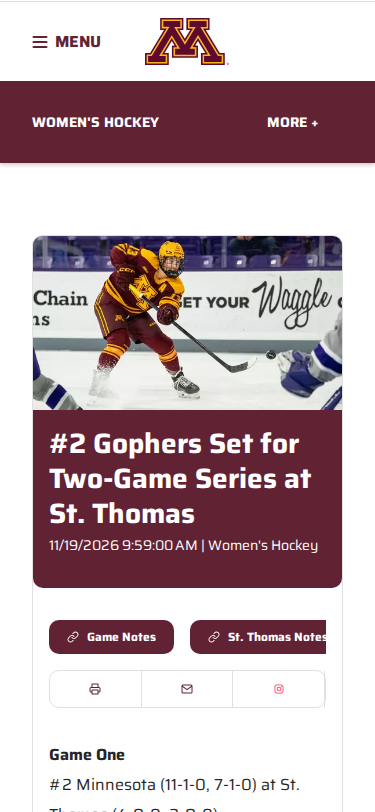 MENU
M
WOMEN'S HOCKEY
MORE +
Chain
ET YOUR Waggle
#2 Gophers Set for
Two-Game Series at
St. Thomas
11/19/2026 9:59:00 AM | Women's Hockey
Game Notes
St. Thomas Notes
Game One
#2 Minnesota (11-1-0, 7-1-0) at St.